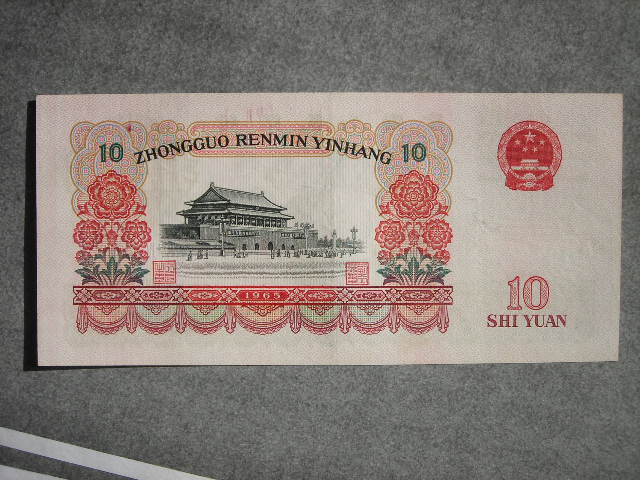 10 ZHONGGUO RENMIN YINHANG 10
1965
10
SHI YUAN